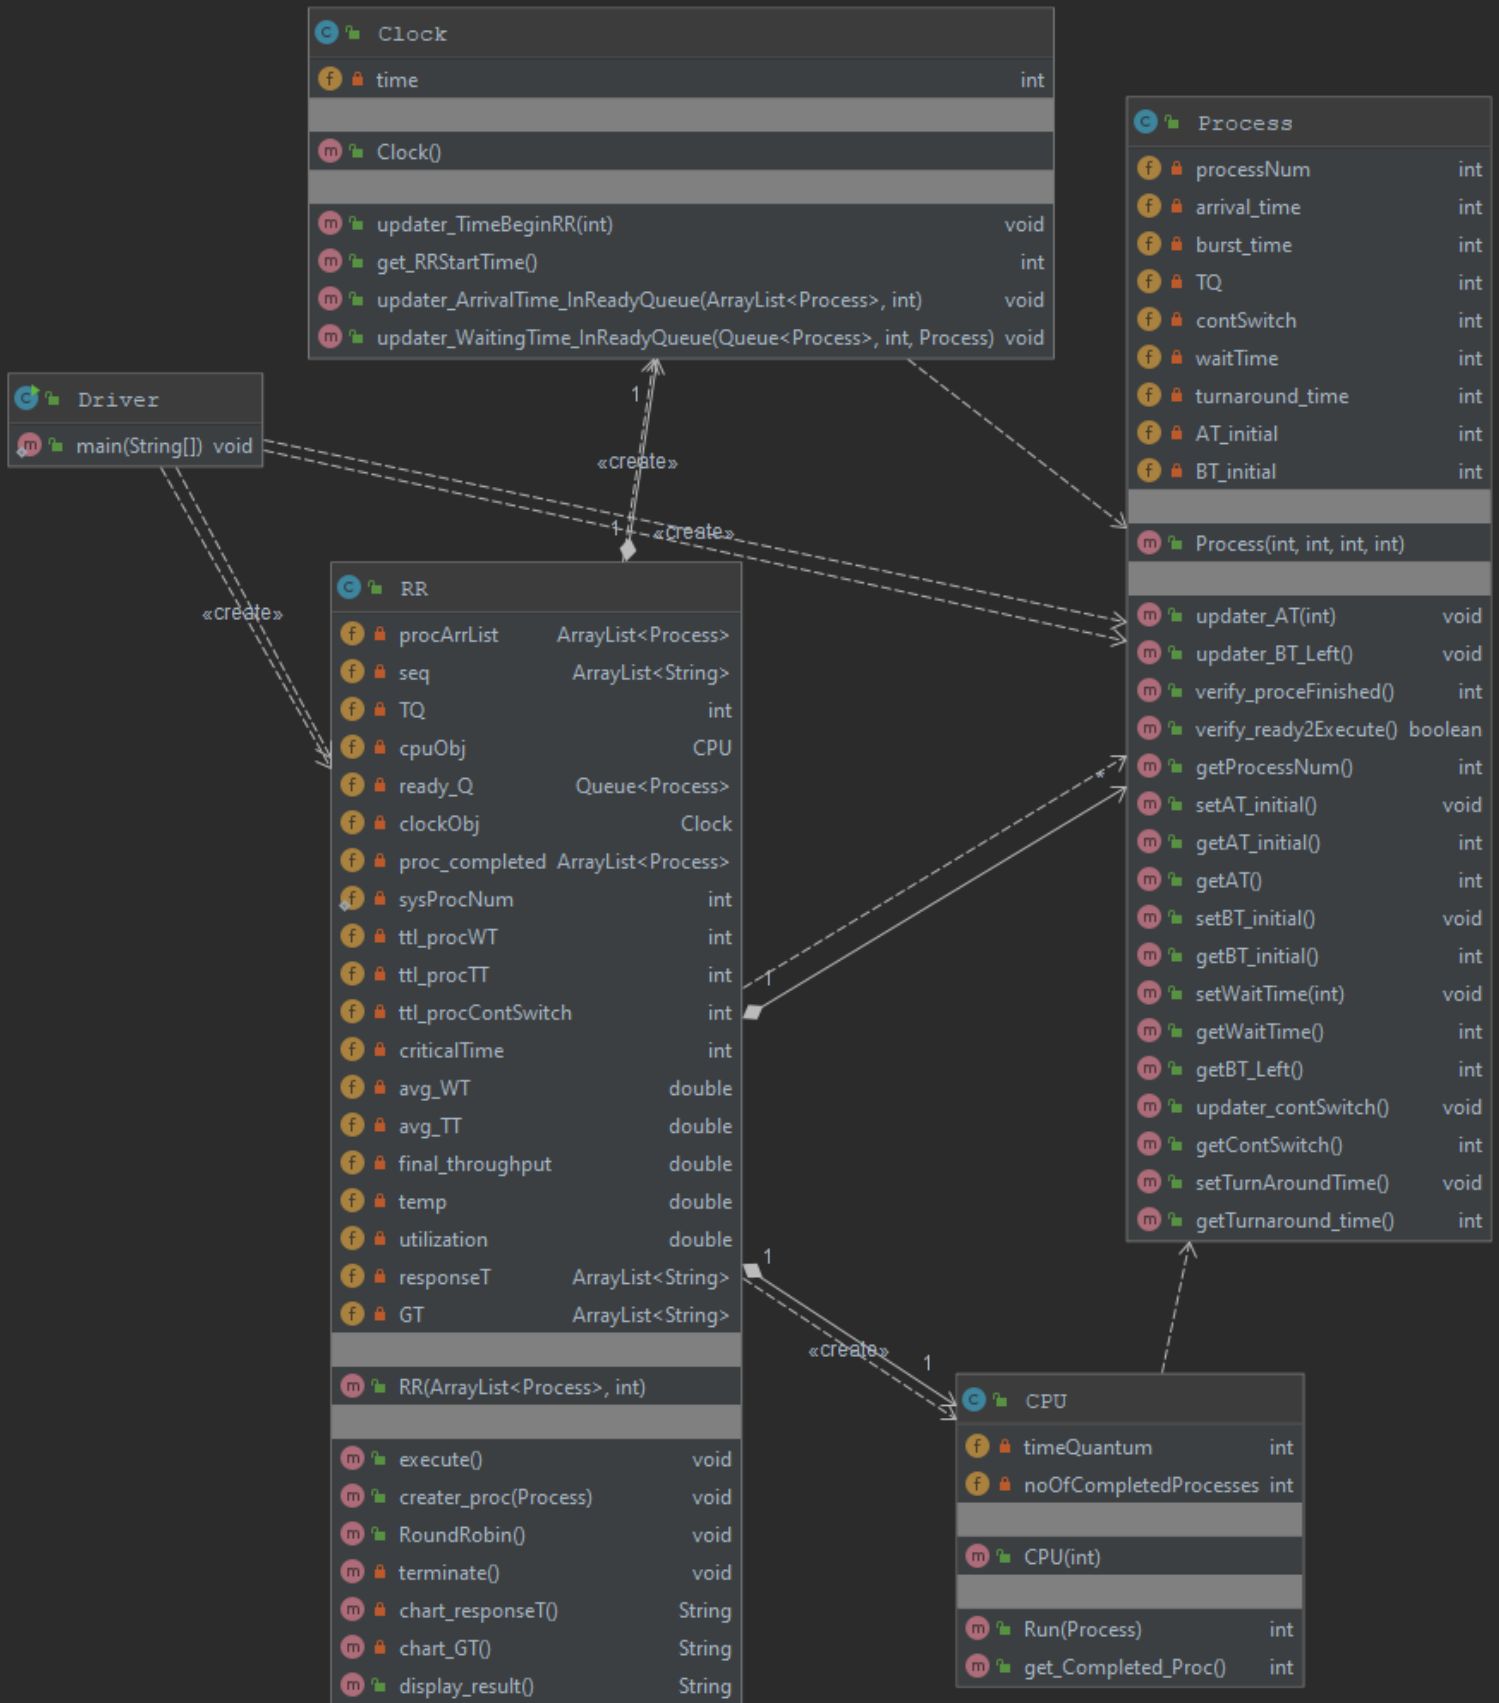 Clock
time int
Clock()
updater_TimeBeginRR(int) void
get_RRStartTime() int
updater_ArrivalTime_InReadyQueue(ArrayList<Process>, int) void
updater_WaitingTime_InReadyQueue(Queue<Process>, int, Process) void
Process
processNum int
arrival_time int
burst_time int
TQ int
contSwitch int
waitTime int
turnaround_time int
AT_initial int
BT_initial int
Process(int, int, int, int)
updater_AT(int) void
updater_BT_Left() void
verify_proceFinished() int
verify_ready2Execute() boolean
getProcessNum() int
setAT_initial() void
getAT_initial() int
getAT() int
setBT_initial() void
getBT_initial() int
setWaitTime(int) void
getWaitTime() int
getBT_Left() int
updater_contSwitch() void
getContSwitch() int
setTurnAroundTime() void
getTurnaround_time() int
Driver
main(String[]) void
1
«create»
1
«create»
«create»
RR
procArrList ArrayList<Process>
seq ArrayList<String>
TQ int
cpuObj CPU
ready_Q Queue<Process>
clockObj Clock
proc_completed ArrayList<Process>
sysProcNum int
ttl_procWT int
ttl_procTT int
ttl_procContSwitch int
criticalTime int
avg_WT double
avg_TT double
final_throughput double
temp double
utilization double
responseT ArrayList<String>
GT ArrayList<String>
RR(ArrayList<Process>, int)
execute() void
creater_proc(Process) void
RoundRobin() void
terminate() void
chart_responseT() String
chart_GT() String
display_result() String
*
1
1
«create»
1
CPU
timeQuantum int
noOfCompletedProcesses int
CPU(int)
Run(Process) int
get_Completed_Proc() int